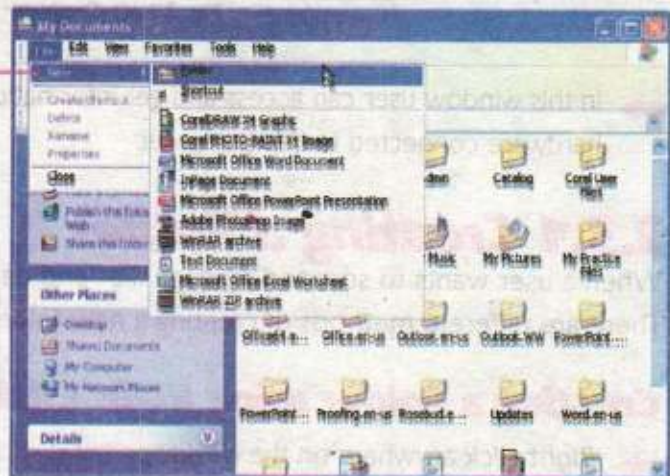 My Documents
File Edit View Favorites Tools Help
New
Folder
Shortcut
Create Shortcut
Delete
Rename
Properties
Close
CorelDRAW X4 Graphic
Corel PHOTO-PAINT X4 Image
Microsoft Office Word Document
InPage Document
Microsoft Office PowerPoint Presentation
Adobe Photoshop Image
WinRAR archive
Text Document
Microsoft Office Excel Worksheet
WinRAR ZIP archive
Publish this folder
Web
Share this folder
Other Places
Desktop
Shared Documents
My Computer
My Network Places
Details
Catalog
Corel User
Files
Music
My Pictures
My Practice
Files
Office.en-us
Outlook.en-us
Outlook.WW
PowerPoint....
PowerPoint...
Proofing.en-us
Rosebud.e...
Updates
Word.en-us
In this window user can access
connected